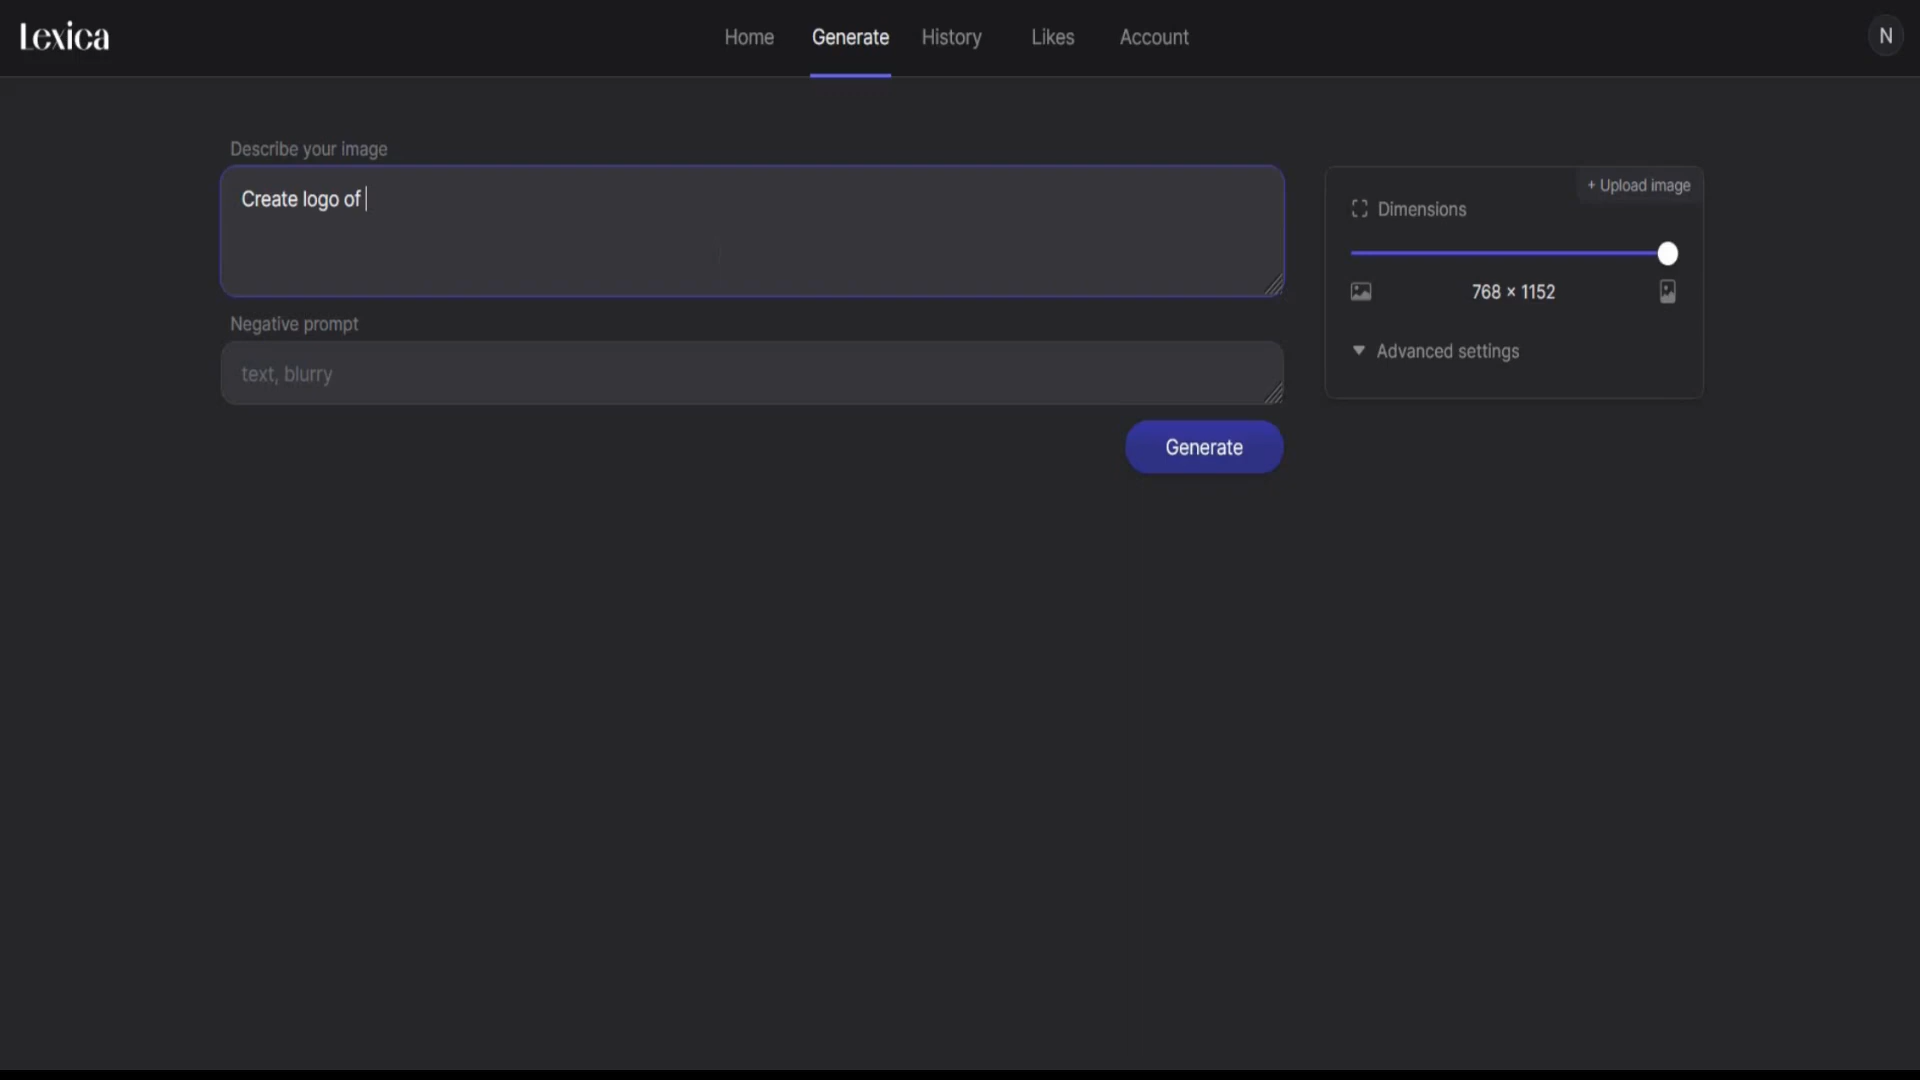 Lexica
Home Generate History Likes Account
N
Describe your image
Create logo of
+ Upload image
Dimensions
768 × 1152
Negative prompt
Advanced settings
text, blurry
Generate